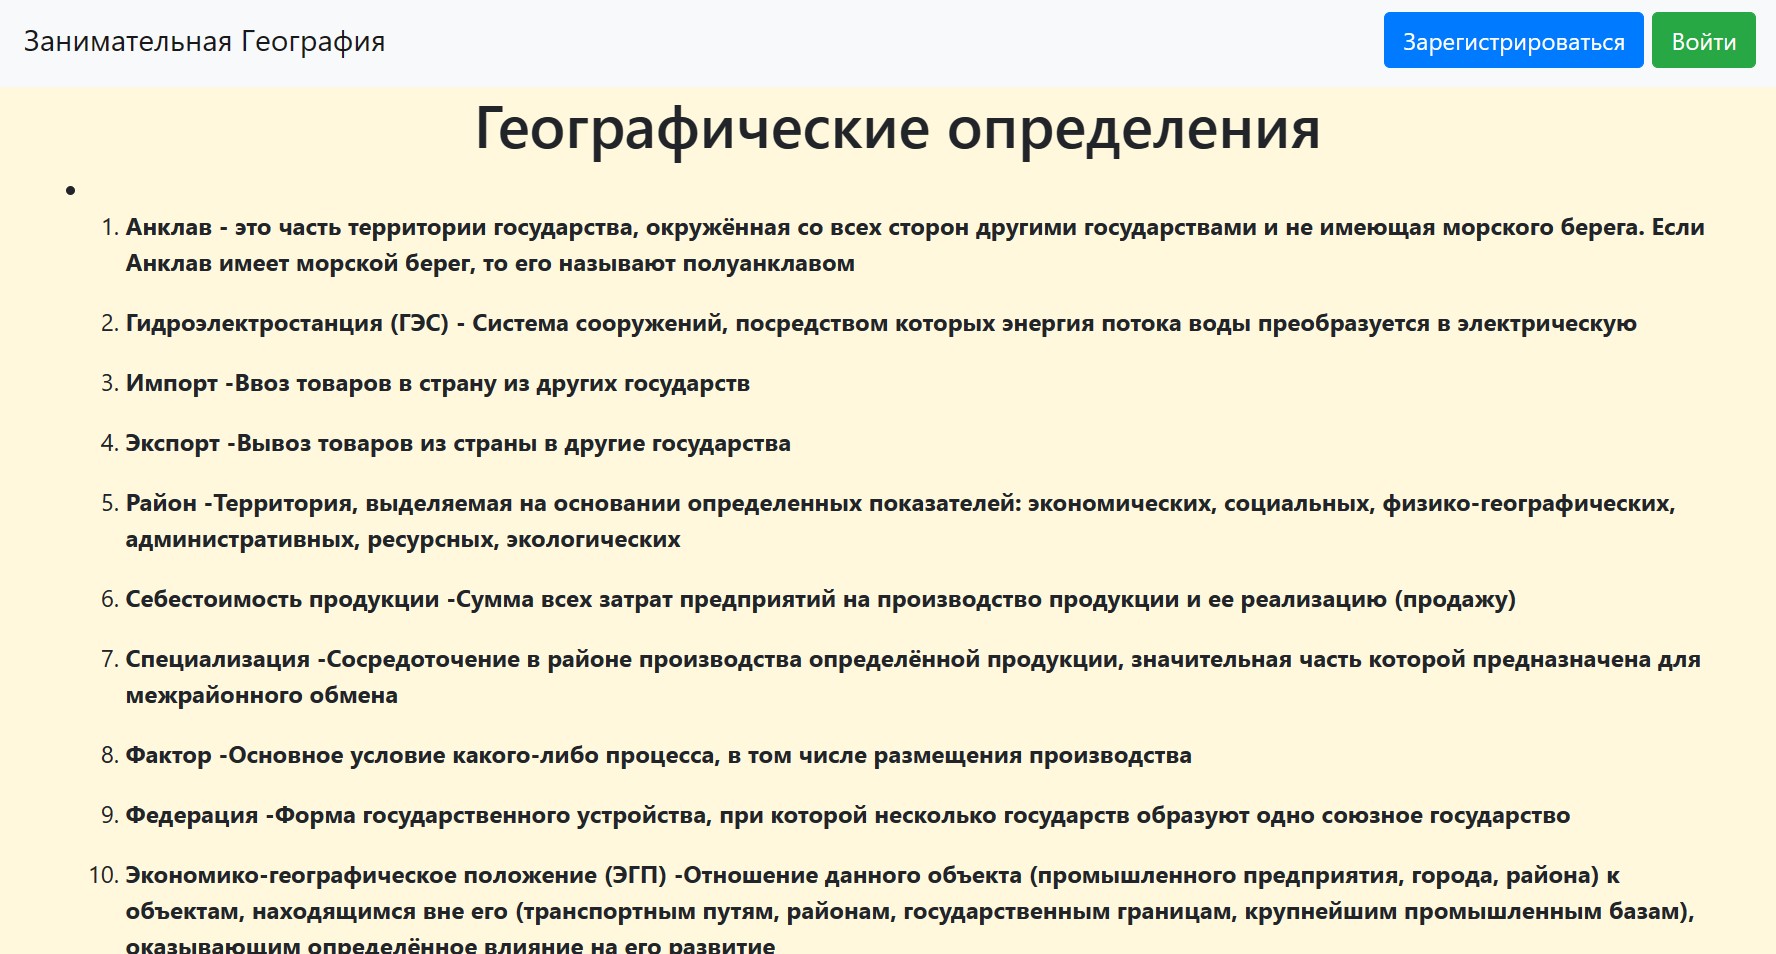 Занимательная География
Зарегистрироваться
Войти
Географические определения
1. Анклав - это часть территории государства, окружённая со всех сторон другими государствами и не имеющая морского берега. Если
Анклав имеет морской берег, то его называют полуанклавом
2. Гидроэлектростанция (ГЭС) - Система сооружений, посредством которых энергия потока воды преобразуется в электрическую
3. Импорт -Ввоз товаров в страну из других государств
4. Экспорт -Вывоз товаров из страны в другие государства
5. Район -Территория, выделяемая на основании определенных показателей: экономических, социальных, физико-географических,
административных, ресурсных, экологических
6. Себестоимость продукции -Сумма всех затрат предприятий на производство продукции и ее реализацию (продажу)
7. Специализация -Сосредоточение в районе производства определённой продукции, значительная часть которой предназначена для
межрайонного обмена
8. Фактор -Основное условие какого-либо процесса, в том числе размещения производства
9. Федерация -Форма государственного устройства, при которой несколько государств образуют одно союзное государство
10. Экономико-географическое положение (ЭГП) -Отношение данного объекта (промышленного предприятия, города, района) к
объектам, находящимся вне его (транспортным путям, районам, государственным границам, крупнейшим промышленным базам),
оказывающим определённое влияние на его развитие